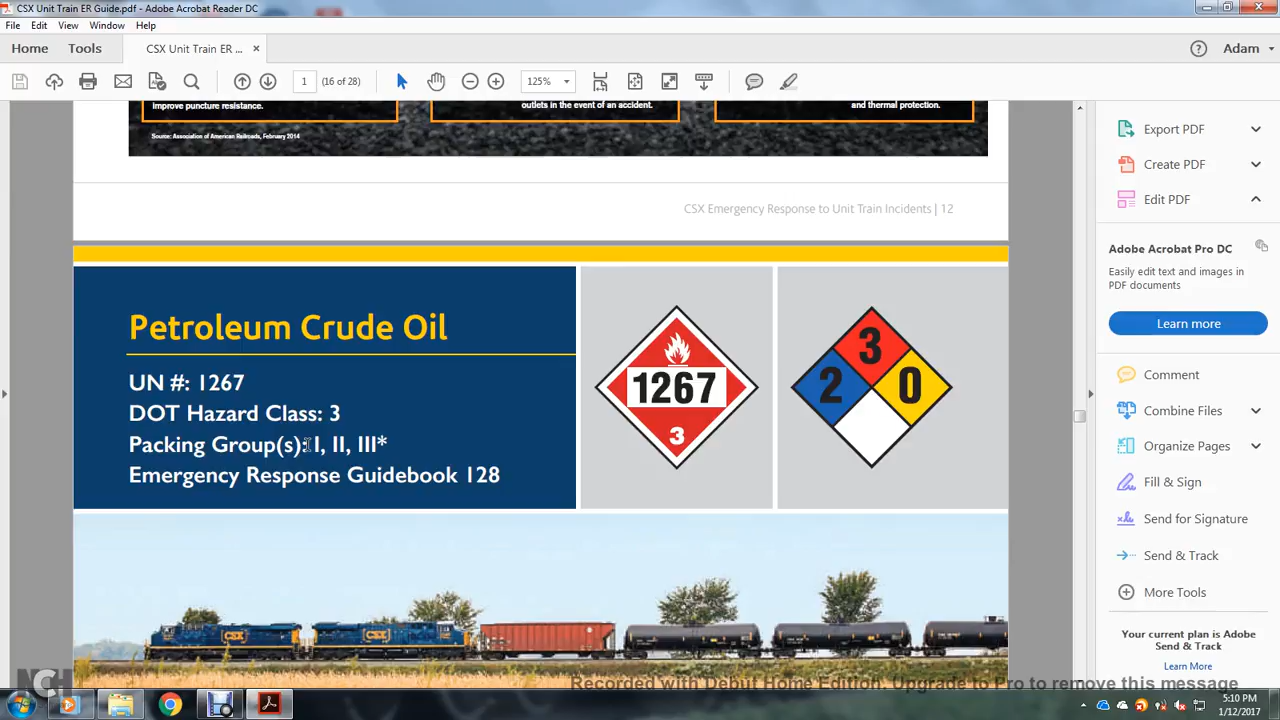 CSX Unit Train ER Guide.pdf - Adobe Acrobat Reader DC
File Edit View Window Help
Home Tools CSX Unit Train ER ... × Adam
1 (16 of 28) 125%
Improve puncture resistance.
outlets in the event of an accident.
and thermal protection.
Source: Association of American Railroads, February 2014
CSX Emergency Response to Unit Train Incidents | 12
Petroleum Crude Oil
UN #: 1267
DOT Hazard Class: 3
Packing Group(s): I, II, III*
Emergency Response Guidebook 128
1267
3
3
2 0
CSX CSX
Export PDF
Create PDF
Edit PDF
Adobe Acrobat Pro DC
Easily edit text and images in
PDF documents
Learn more
Comment
Combine Files
Organize Pages
Fill & Sign
Send for Signature
Send & Track
More Tools
Your current plan is Adobe
Send & Track
Learn More
NCH
Recorded with Debut Home Edition. Upgrade to Pro to remove this message
5:10 PM
1/12/2017